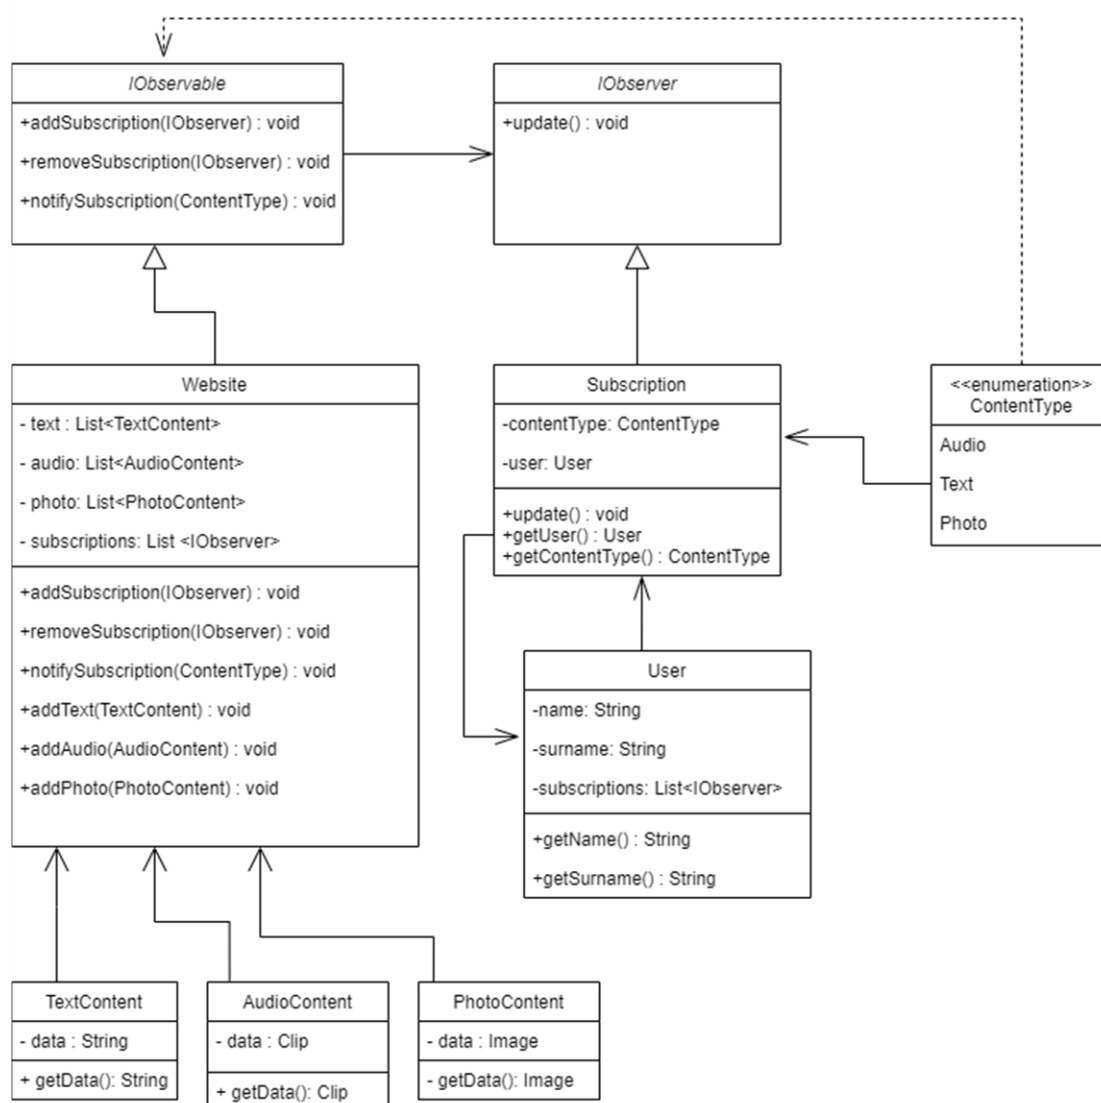 IObservable
+addSubscription(IObserver) : void
+removeSubscription(IObserver) : void
+notifySubscription(ContentType) : void
IObserver
+update() : void
Website
- text : List<TextContent>
- audio: List<AudioContent>
- photo: List<PhotoContent>
- subscriptions: List <IObserver>
+addSubscription(IObserver) : void
+removeSubscription(IObserver) : void
+notifySubscription(ContentType) : void
+addText(TextContent) : void
+addAudio(AudioContent) : void
+addPhoto(PhotoContent) : void
Subscription
-contentType: ContentType
-user: User
+update() : void
+getUser() : User
+getContentType() : ContentType
<<enumeration>>
ContentType
Audio
Text
Photo
User
-name: String
-surname: String
-subscriptions: List<IObserver>
+getName() : String
+getSurname() : String
TextContent
- data : String
+ getData(): String
AudioContent
- data : Clip
+ getData(): Clip
PhotoContent
- data : Image
- getData(): Image